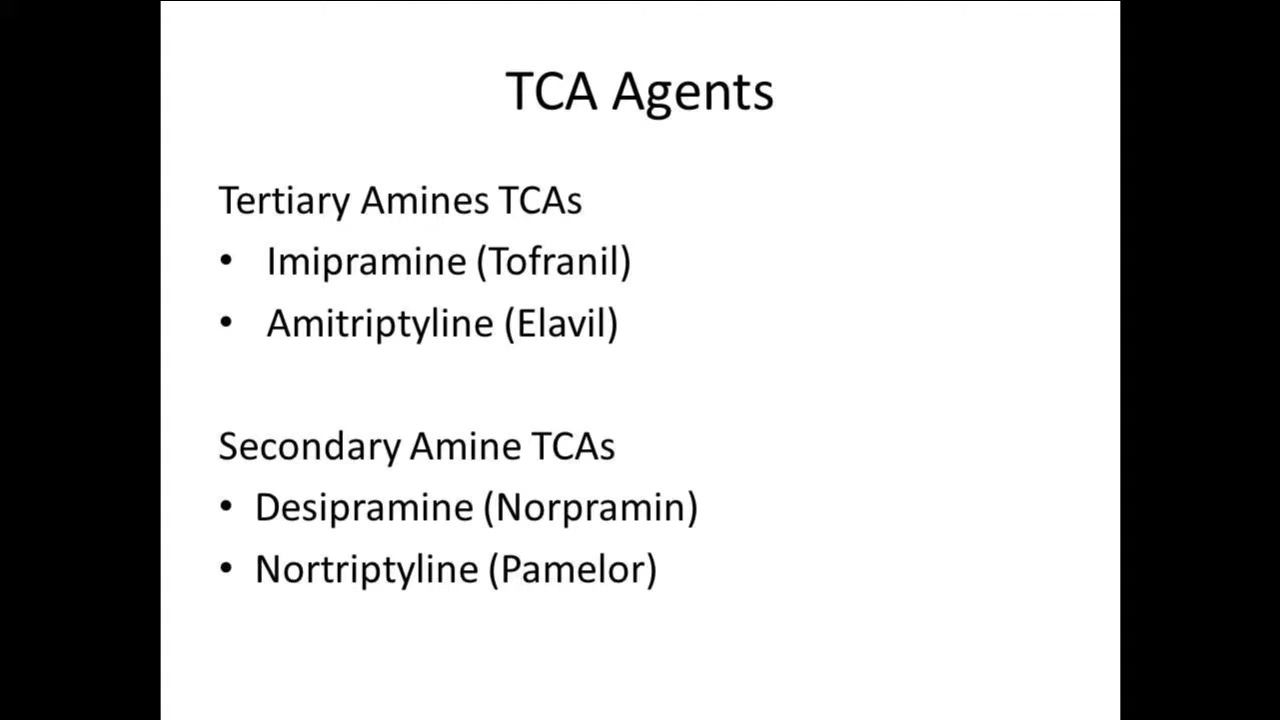 TCA Agents
Tertiary Amines TCAs
• Imipramine (Tofranil)
• Amitriptyline (Elavil)
Secondary Amine TCAs
• Desipramine (Norpramin)
• Nortriptyline (Pamelor)